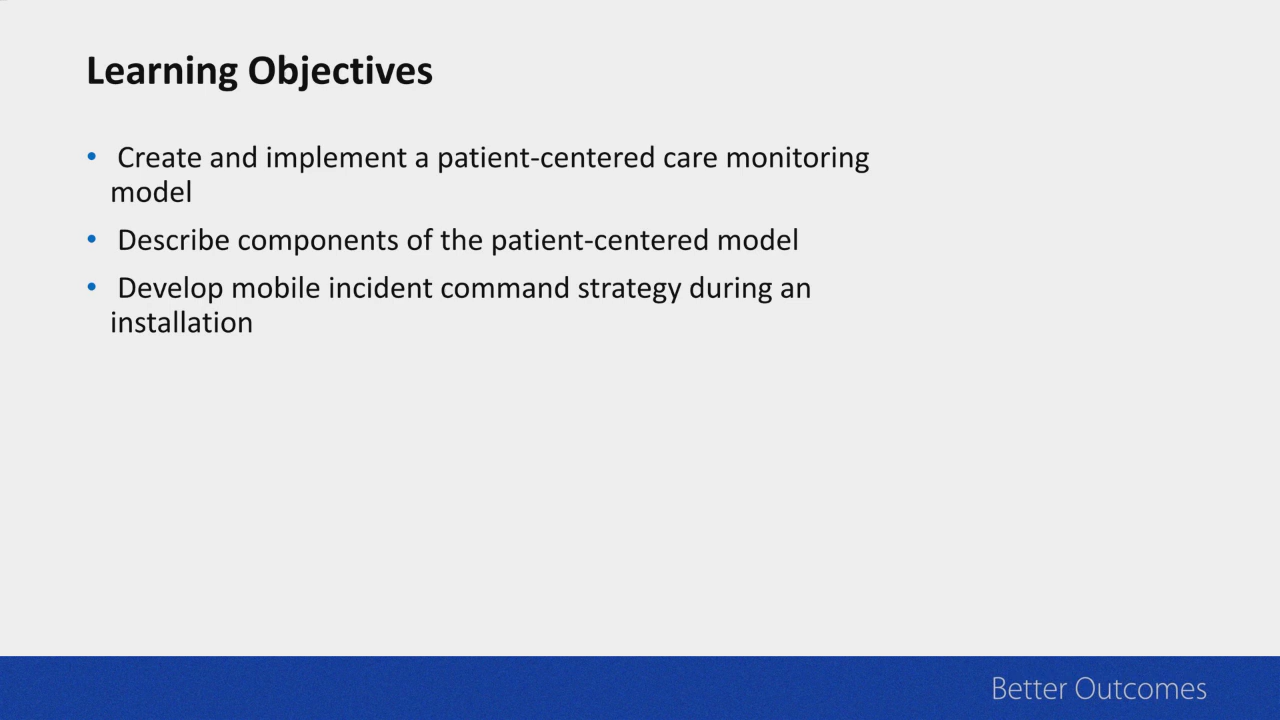 Learning Objectives
• Create and implement a patient-centered care monitoring
model
• Describe components of the patient-centered model
• Develop mobile incident command strategy during an
installation
Better Outcomes